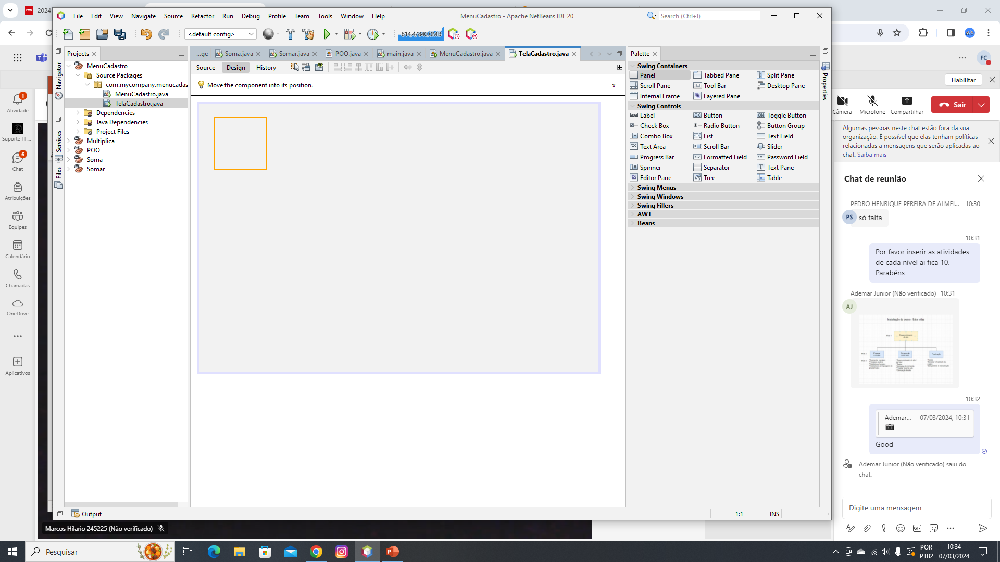 2024
File Edit View Navigate Source Refactor Run Debug Profile Team Tools Window Help
MenuCadastro - Apache NetBeans IDE 20
Search (Ctrl+I)
<default config>
814,4/840,0MB
Projects
...ge
Soma.java
Somar.java
POO.java
main.java
MenuCadastro.java
TelaCadastro.java
Source
Design
History
Move the component into its position.
x
Navigator
Services
Files
MenuCadastro
Source Packages
com.mycompany.menucadas
MenuCadastro.java
TelaCadastro.java
Dependencies
Java Dependencies
Project Files
Multiplica
POO
Soma
Somar
Palette
Properties
Swing Containers
Panel
Tabbed Pane
Split Pane
Scroll Pane
Tool Bar
Desktop Pane
Internal Frame
Layered Pane
Swing Controls
Label
Button
Toggle Button
Check Box
Radio Button
Button Group
Combo Box
List
Text Field
Text Area
Scroll Bar
Slider
Progress Bar
Formatted Field
Password Field
Spinner
Separator
Text Pane
Editor Pane
Tree
Table
Swing Menus
Swing Windows
Swing Fillers
AWT
Beans
Output
1:1
INS
Atividade
1
Suporte TI ...
Chat
6
Atribuições
Equipes
Calendário
Chamadas
OneDrive
Aplicativos
Marcos Hilario 245225 (Não verificado)
FC
Habilitar
Câmera
Microfone
Compartilhar
Sair
Algumas pessoas neste chat estão fora da sua
organização. É possível que elas tenham políticas
relacionadas a mensagens que serão aplicadas ao
chat. Saiba mais
Chat de reunião
PEDRO HENRIQUE PEREIRA DE ALMEI... 10:30
PS
só falta
10:31
Por favor inserir as atividades
de cada nível ai fica 10.
Parabéns
Ademar Junior (Não verificado) 10:31
AJ
10:32
Ademar... 07/03/2024, 10:31
Good
Ademar Junior (Não verificado) saiu do
chat.
Digite uma mensagem
GIF
Pesquisar
POR
PTB2
10:34
07/03/2024